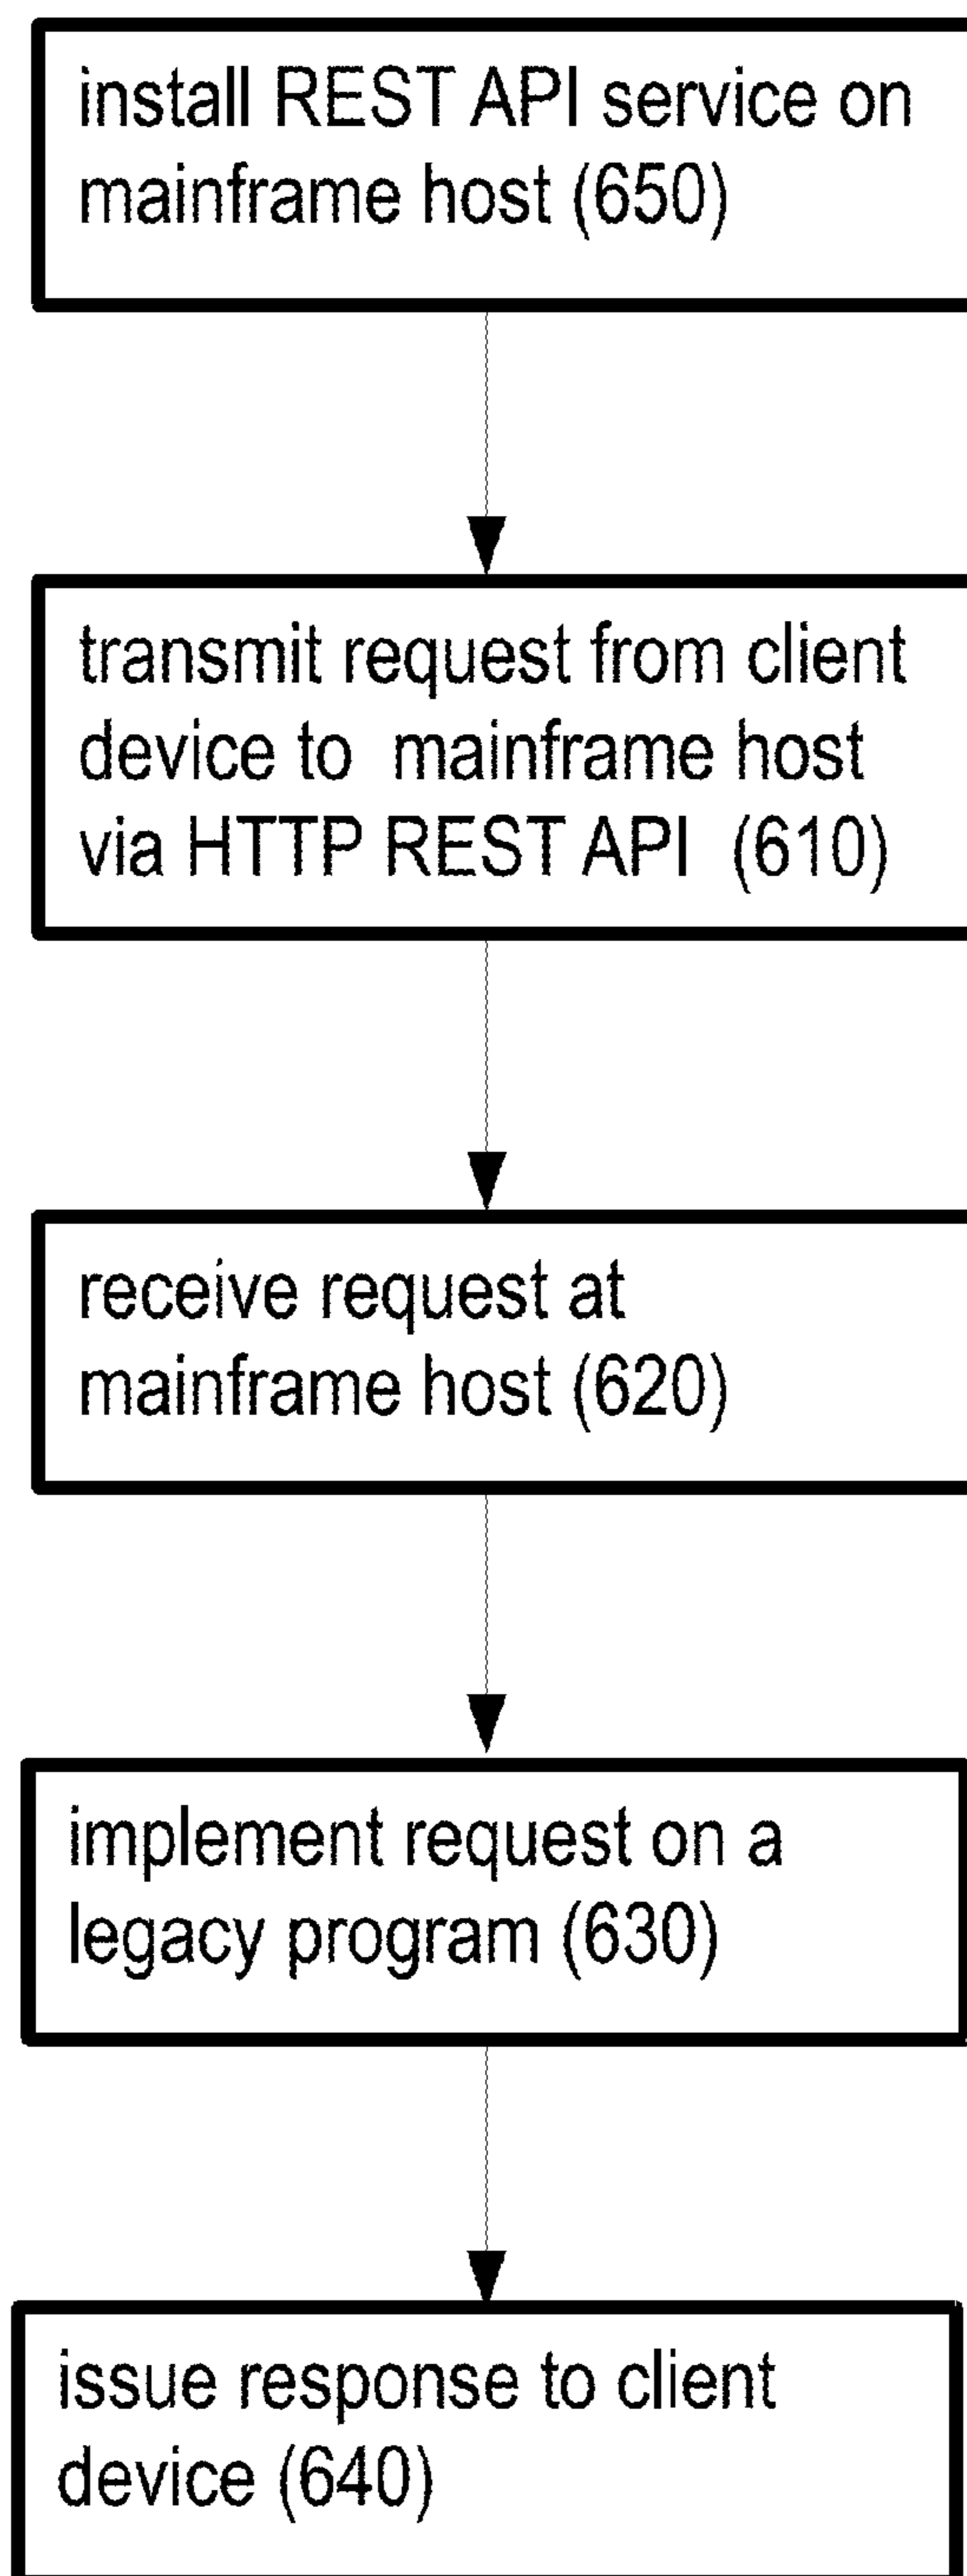 install REST API service on
mainframe host (650)
transmit request from client
device to mainframe host
via HTTP REST API (610)
receive request at
mainframe host (620)
implement request on a
legacy program (630)
issue response to client
device (640)